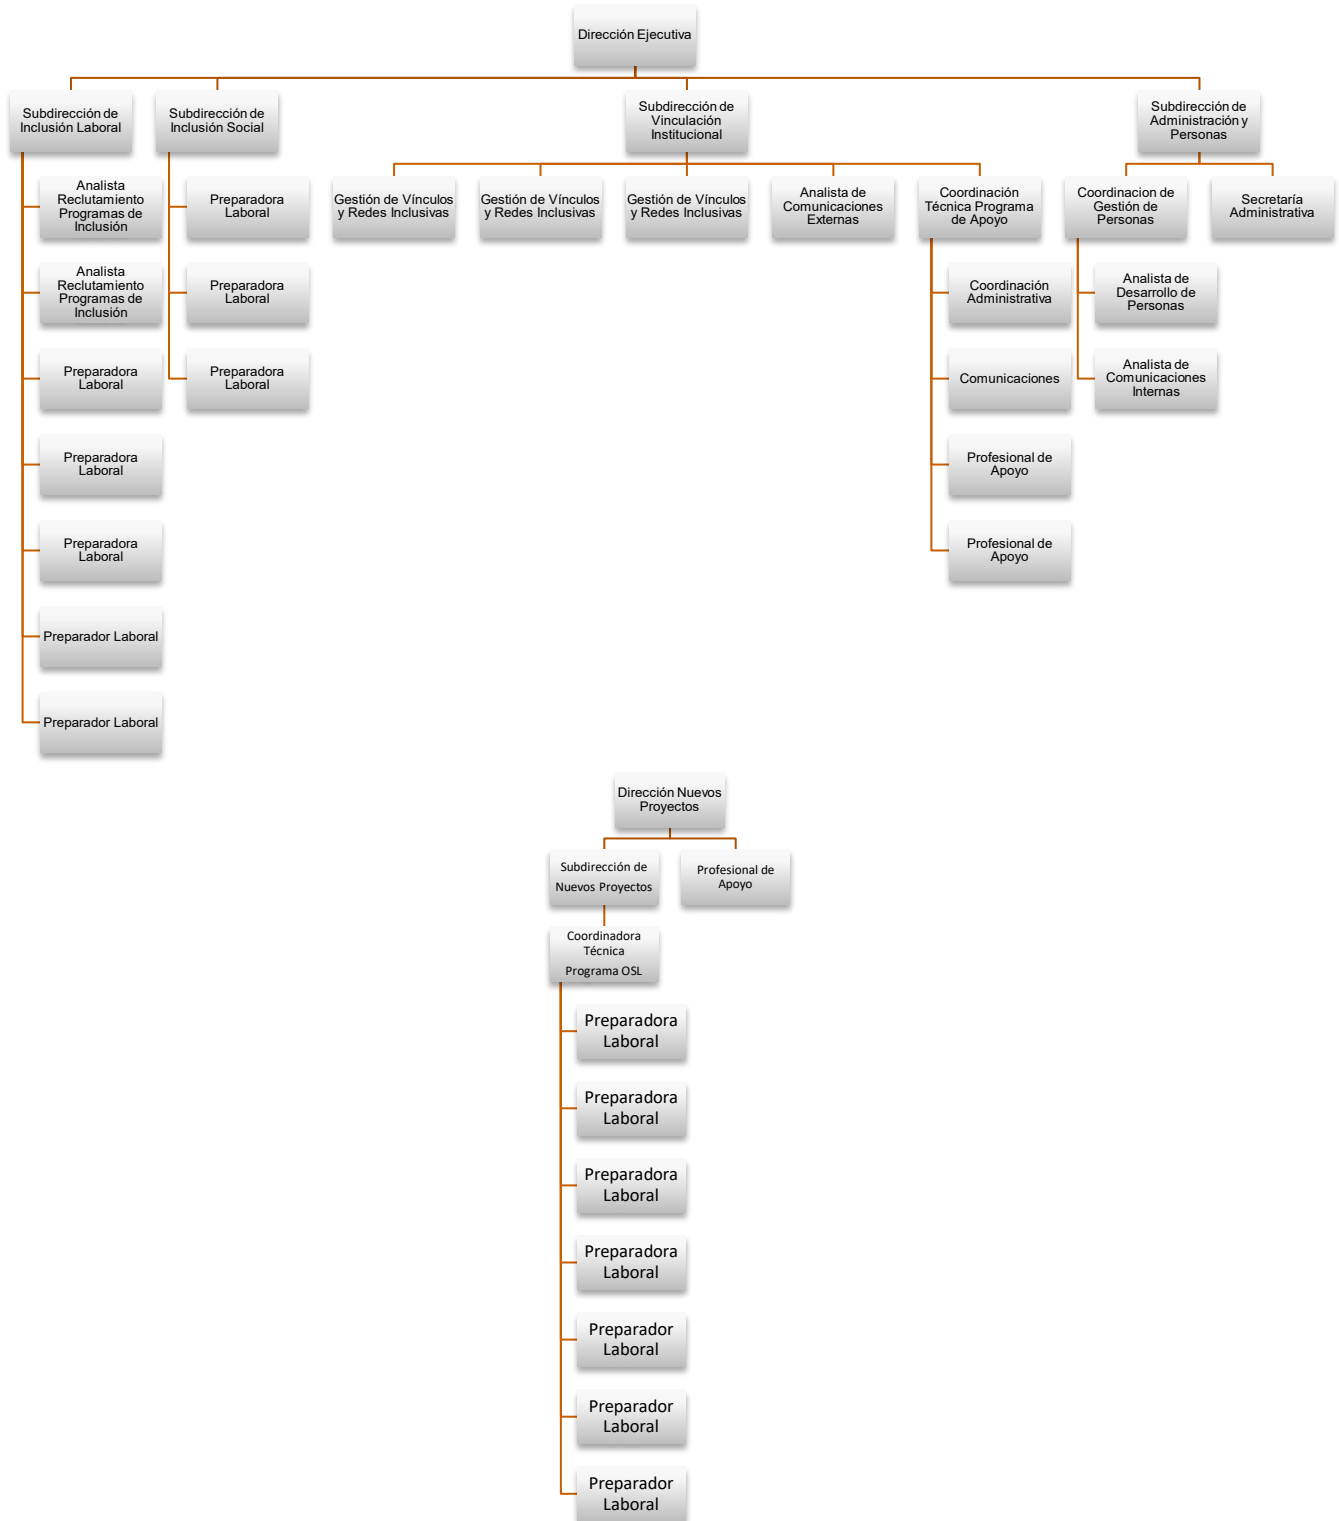 Dirección Ejecutiva
Subdirección de
Inclusión Laboral
Subdirección de
Inclusión Social
Subdirección de
Vinculación
Institucional
Subdirección de
Administración y
Personas
Analista
Reclutamiento
Programas de
Inclusión
Preparadora
Laboral
Gestión de Vínculos
y Redes Inclusivas
Gestión de Vínculos
y Redes Inclusivas
Gestión de Vínculos
y Redes Inclusivas
Analista de
Comunicaciones
Externas
Coordinación
Técnica Programa
de Apoyo
Coordinacion de
Gestión de
Personas
Secretaría
Administrativa
Analista
Reclutamiento
Programas de
Inclusión
Preparadora
Laboral
Coordinación
Administrativa
Analista de
Desarrollo de
Personas
Preparadora
Laboral
Preparadora
Laboral
Comunicaciones
Analista de
Comunicaciones
Internas
Preparadora
Laboral
Profesional de
Apoyo
Preparadora
Laboral
Profesional de
Apoyo
Preparador Laboral
Preparador Laboral
Dirección Nuevos
Proyectos
Subdirección de
Nuevos Proyectos
Profesional de
Apoyo
Coordinadora
Técnica
Programa OSL
Preparadora
Laboral
Preparadora
Laboral
Preparadora
Laboral
Preparadora
Laboral
Preparador
Laboral
Preparador
Laboral
Preparador
Laboral